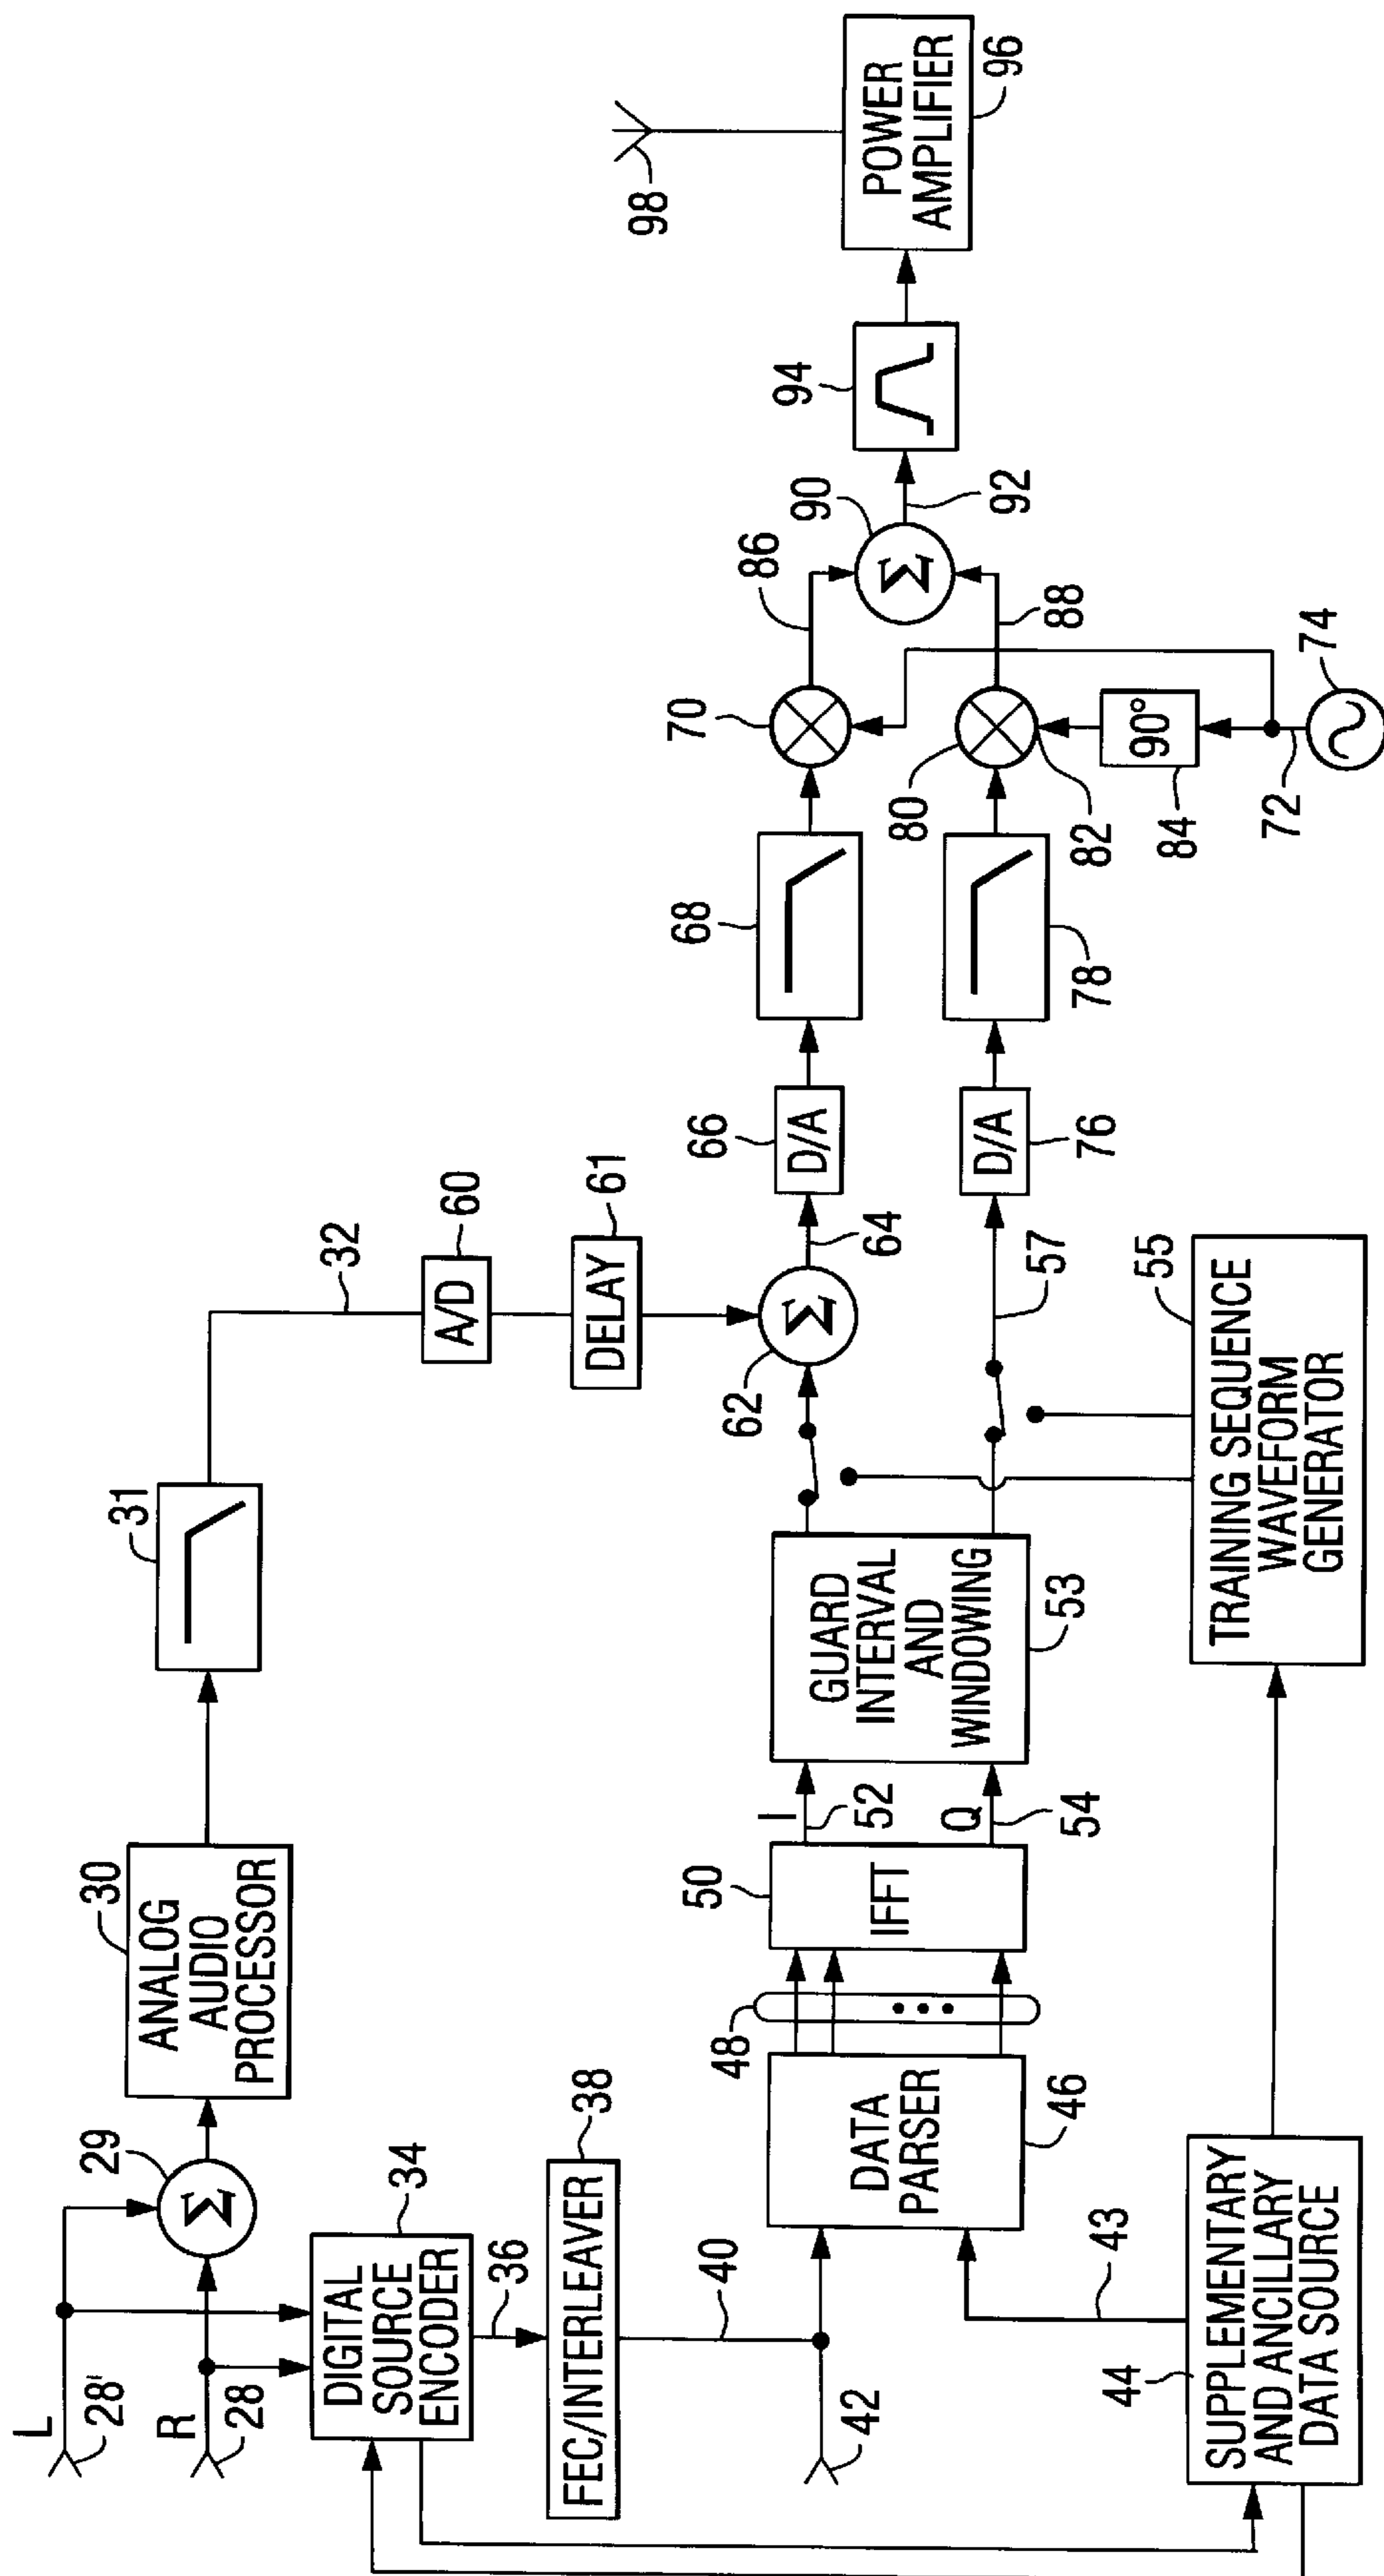 L
28'
R
28
29
Σ
30
ANALOG
AUDIO
PROCESSOR
31
32
60
A/D
61
DELAY
34
DIGITAL
SOURCE
ENCODER
36
38
FEC/INTERLEAVER
40
42
43
44
SUPPLEMENTARY
AND ANCILLARY
DATA SOURCE
46
DATA
PARSER
48
50
IFFT
I
52
Q
54
53
GUARD
INTERVAL
AND
WINDOWING
55
TRAINING SEQUENCE
WAVEFORM
GENERATOR
57
62
Σ
64
66
D/A
68
70
76
D/A
78
80
82
84
90°
72
74
86
88
90
Σ
92
94
96
POWER
AMPLIFIER
98